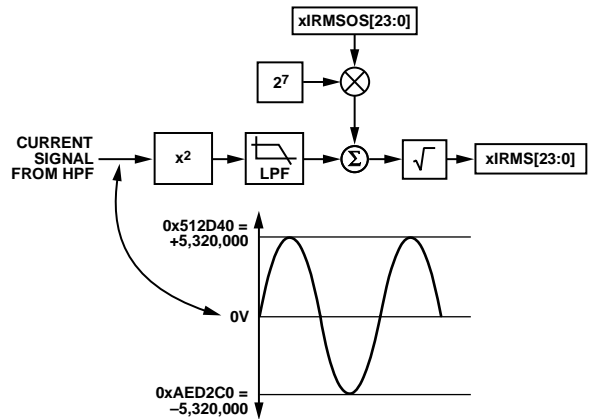 xIRMSOS[23:0]
2⁷
CURRENT
SIGNAL
FROM HPF
x²
LPF
Σ
√
xIRMS[23:0]
0x512D40 =
+5,320,000
0V
0xAED2C0 =
–5,320,000